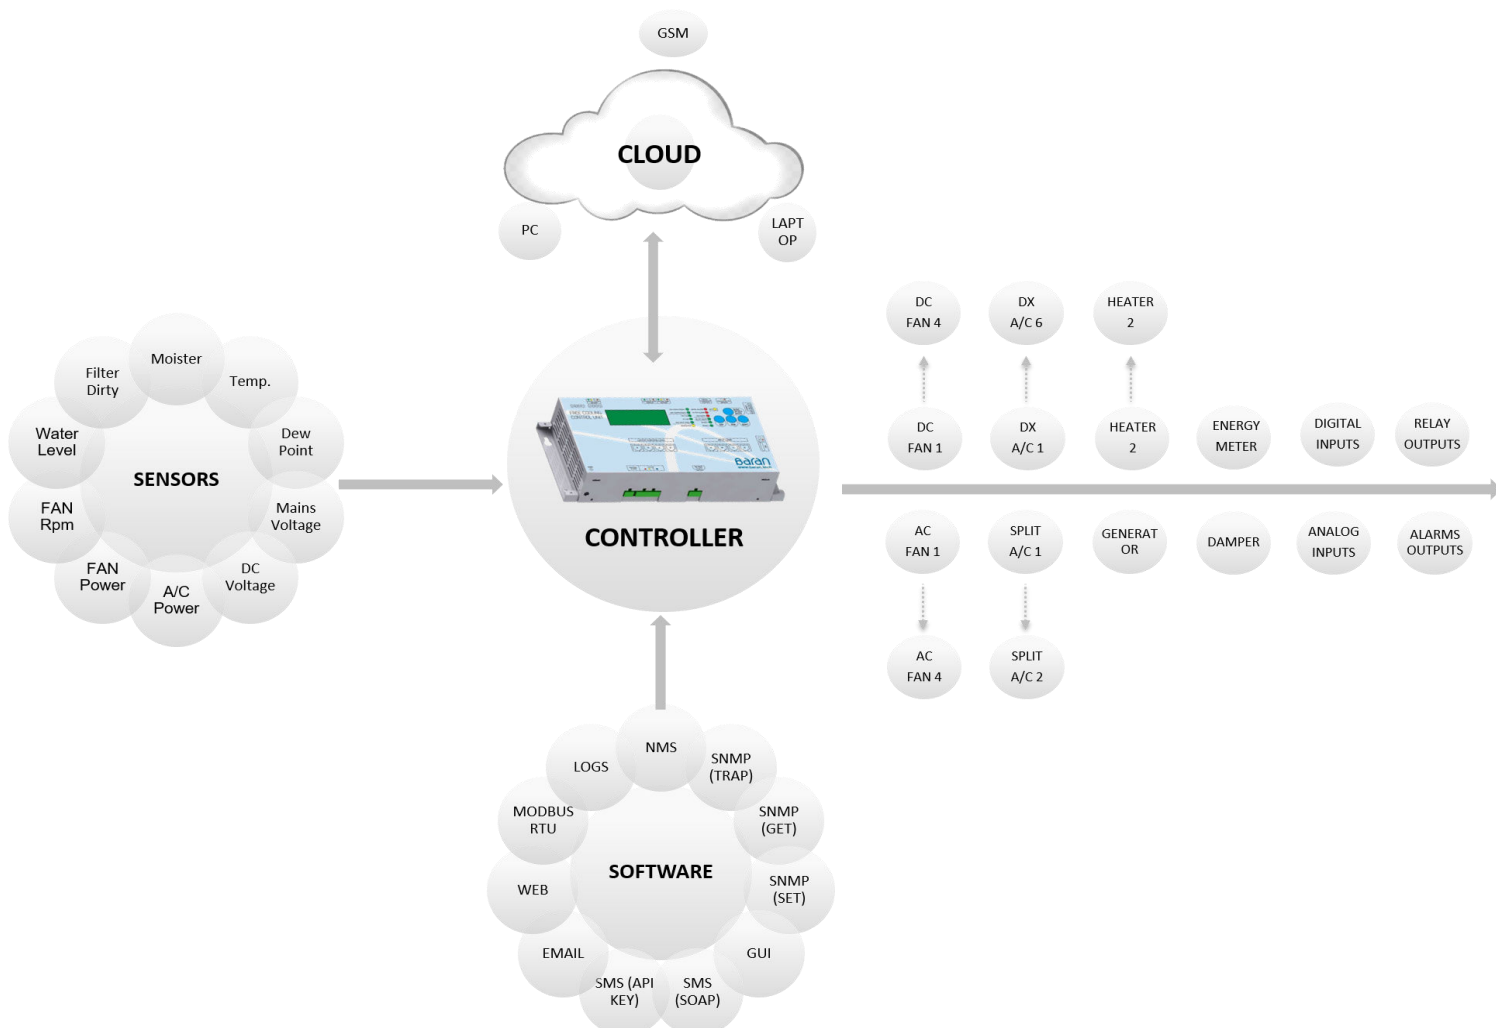 GSM
CLOUD
PC
LAPT
OP
DC
FAN 4
DX
A/C 6
HEATER
2
Moister
Filter
Dirty
Temp.
Water
Level
Dew
Point
SENSORS
FAN
Rpm
Mains
Voltage
FAN
Power
A/C
Power
DC
Voltage
Baran
CONTROLLER
DC
FAN 1
DX
A/C 1
HEATER
2
ENERGY
METER
DIGITAL
INPUTS
RELAY
OUTPUTS
AC
FAN 1
SPLIT
A/C 1
GENERAT
OR
DAMPER
ANALOG
INPUTS
ALARMS
OUTPUTS
AC
FAN 4
SPLIT
A/C 2
NMS
LOGS
SNMP
(TRAP)
MODBUS
RTU
SNMP
(GET)
SOFTWARE
WEB
SNMP
(SET)
EMAIL
GUI
SMS (API
KEY)
SMS
(SOAP)